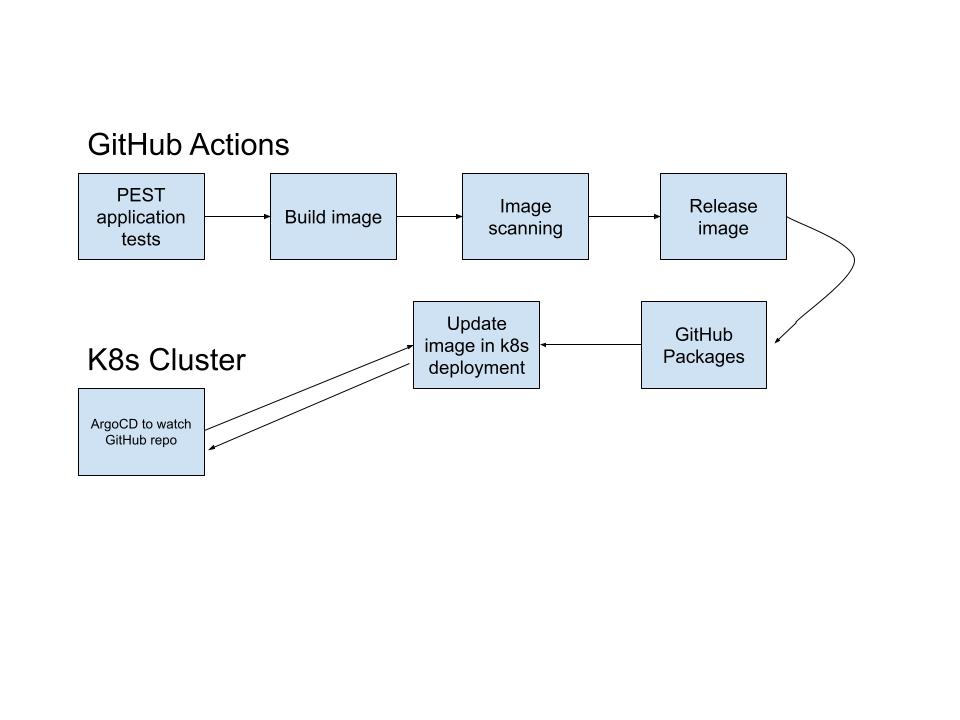 GitHub Actions
PEST
application
tests
Build image
Image
scanning
Release
image
Update
image in k8s
deployment
GitHub
Packages
K8s Cluster
ArgoCD to watch
GitHub repo